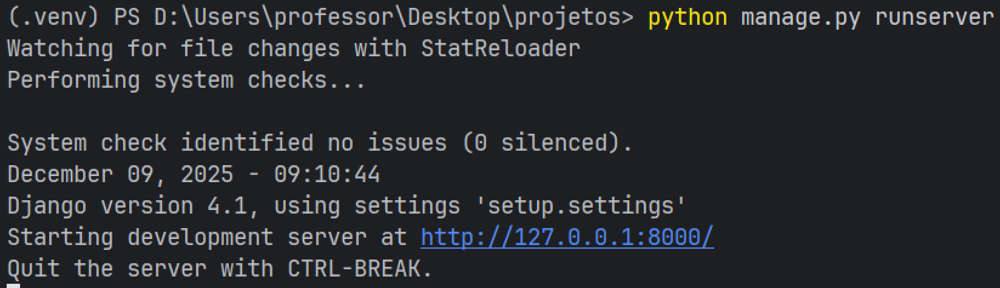 (.venv) PS D:\Users\professor\Desktop\projetos> python manage.py runserver
Watching for file changes with StatReloader
Performing system checks...
System check identified no issues (0 silenced).
December 09, 2025 - 09:10:44
Django version 4.1, using settings 'setup.settings'
Starting development server at http://127.0.0.1:8000/
Quit the server with CTRL-BREAK.